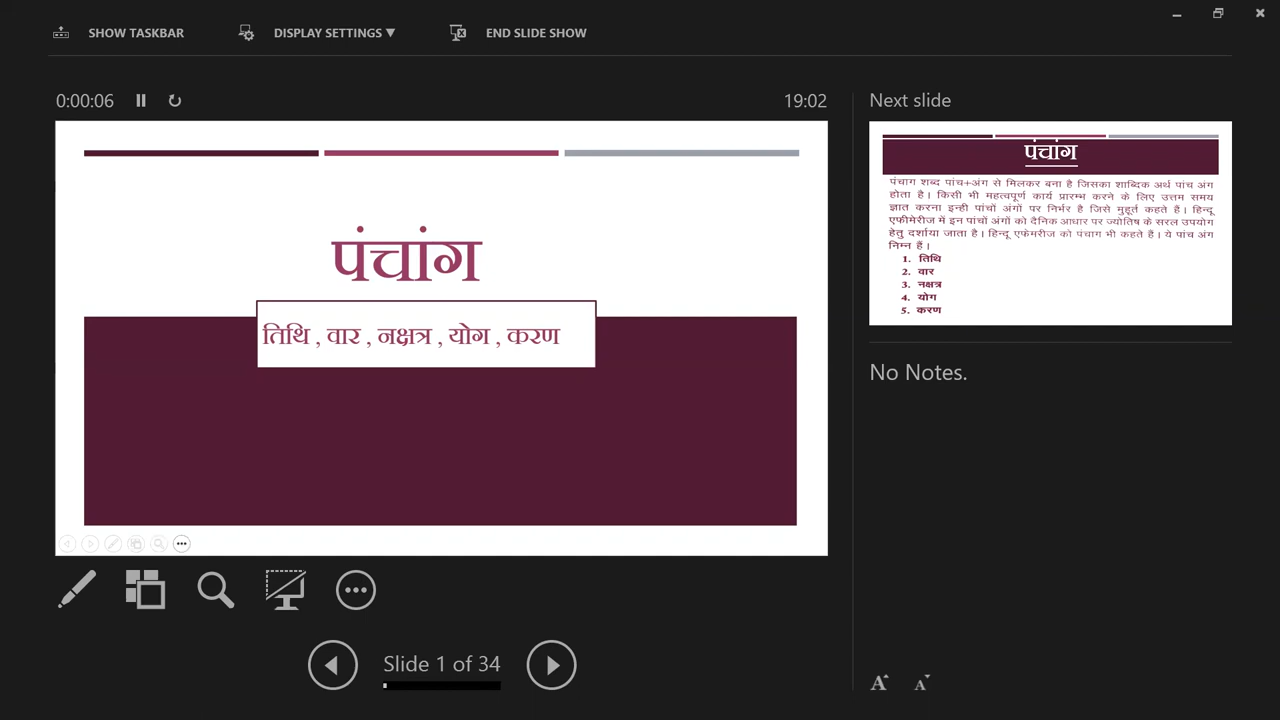 SHOW TASKBAR
DISPLAY SETTINGS ▼
END SLIDE SHOW
0:00:06
19:02
Next slide
पंचांग
तिथि , वार , नक्षत्र , योग , करण
पंचांग
पंचाग शब्द पांच+अंग से मिलकर बना है जिसका शाब्दिक अर्थ पांच अंग
होता है। किसी भी महत्वपूर्ण कार्य प्रारम्भ करने के लिए उत्तम समय
ज्ञात करना इन्ही पांचों अंगों पर निर्भर है जिसे मुहूर्त कहते हैं। हिन्दू
एफीमेरीज में इन पांचों अंगों को दैनिक आधार पर ज्योतिष के सरल उपयोग
हेतु दर्शाया जाता है। हिन्दू एफेमरीज को पंचाग भी कहते हैं। ये पांच अंग
निम्न हैं।
1. तिथि
2. वार
3. नक्षत्र
4. योग
5. करण
No Notes.
Slide 1 of 34
A A